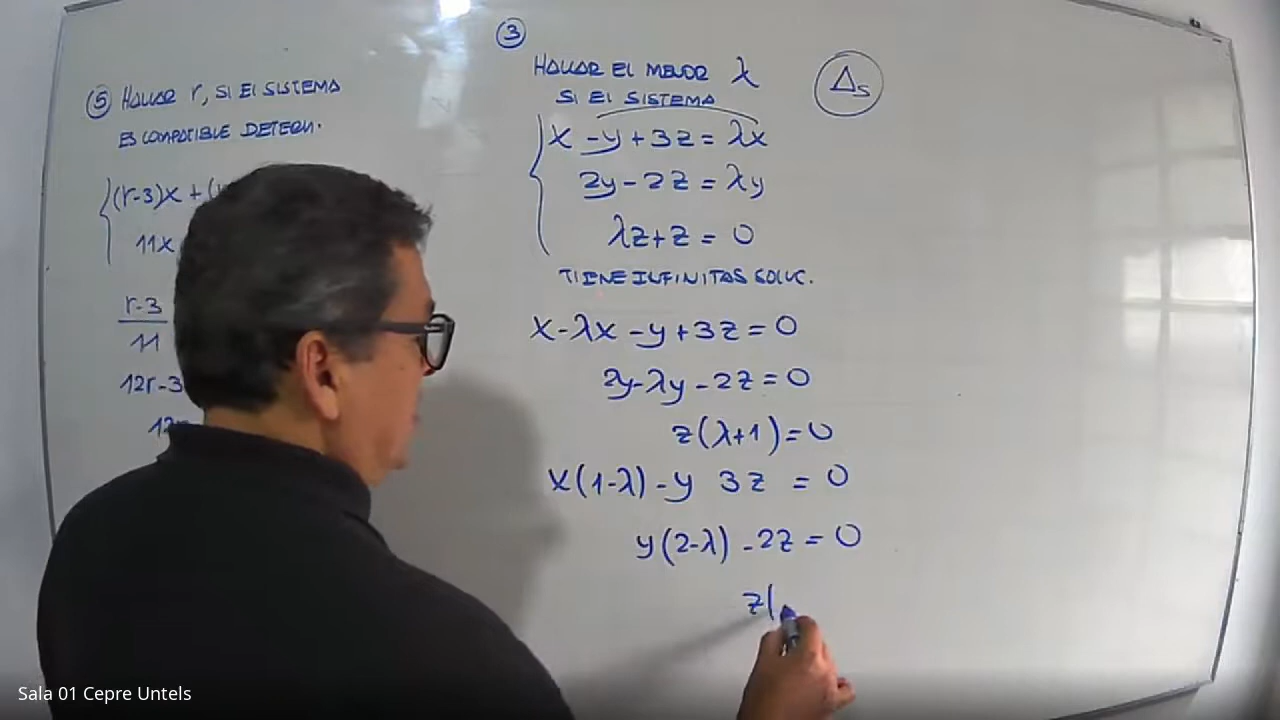 ⑤ HALLAR r, SI EL SISTEMA
ES COMPATIBLE DETERM.
(r-3)x + (
11x
r-3
11
12r-3
12r
③
HALLAR EL MENOR λ
SI EL SISTEMA
x - y + 3z = λx
2y - 2z = λy
λz + z = 0
TIENE INFINITAS SOLUC.
x - λx - y + 3z = 0
2y - λy - 2z = 0
z(λ+1) = 0
x(1-λ) - y 3z = 0
y(2-λ) - 2z = 0
z(
Δs
Sala 01 Cepre Untels